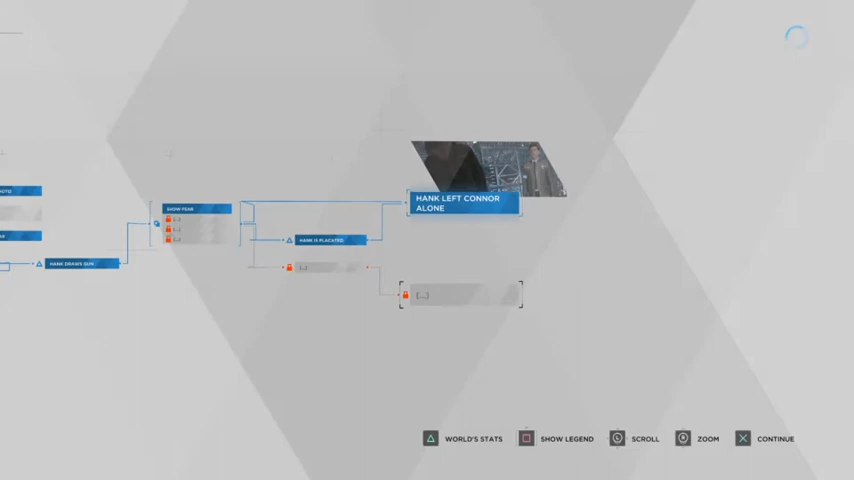 HANK LEFT CONNOR
ALONE
SHOW FEAR
(...)
(...)
(...)
HANK IS PLACATED
HANK DRAWS GUN
(...)
(...)
WORLD'S STATS
SHOW LEGEND
L
SCROLL
R
ZOOM
CONTINUE